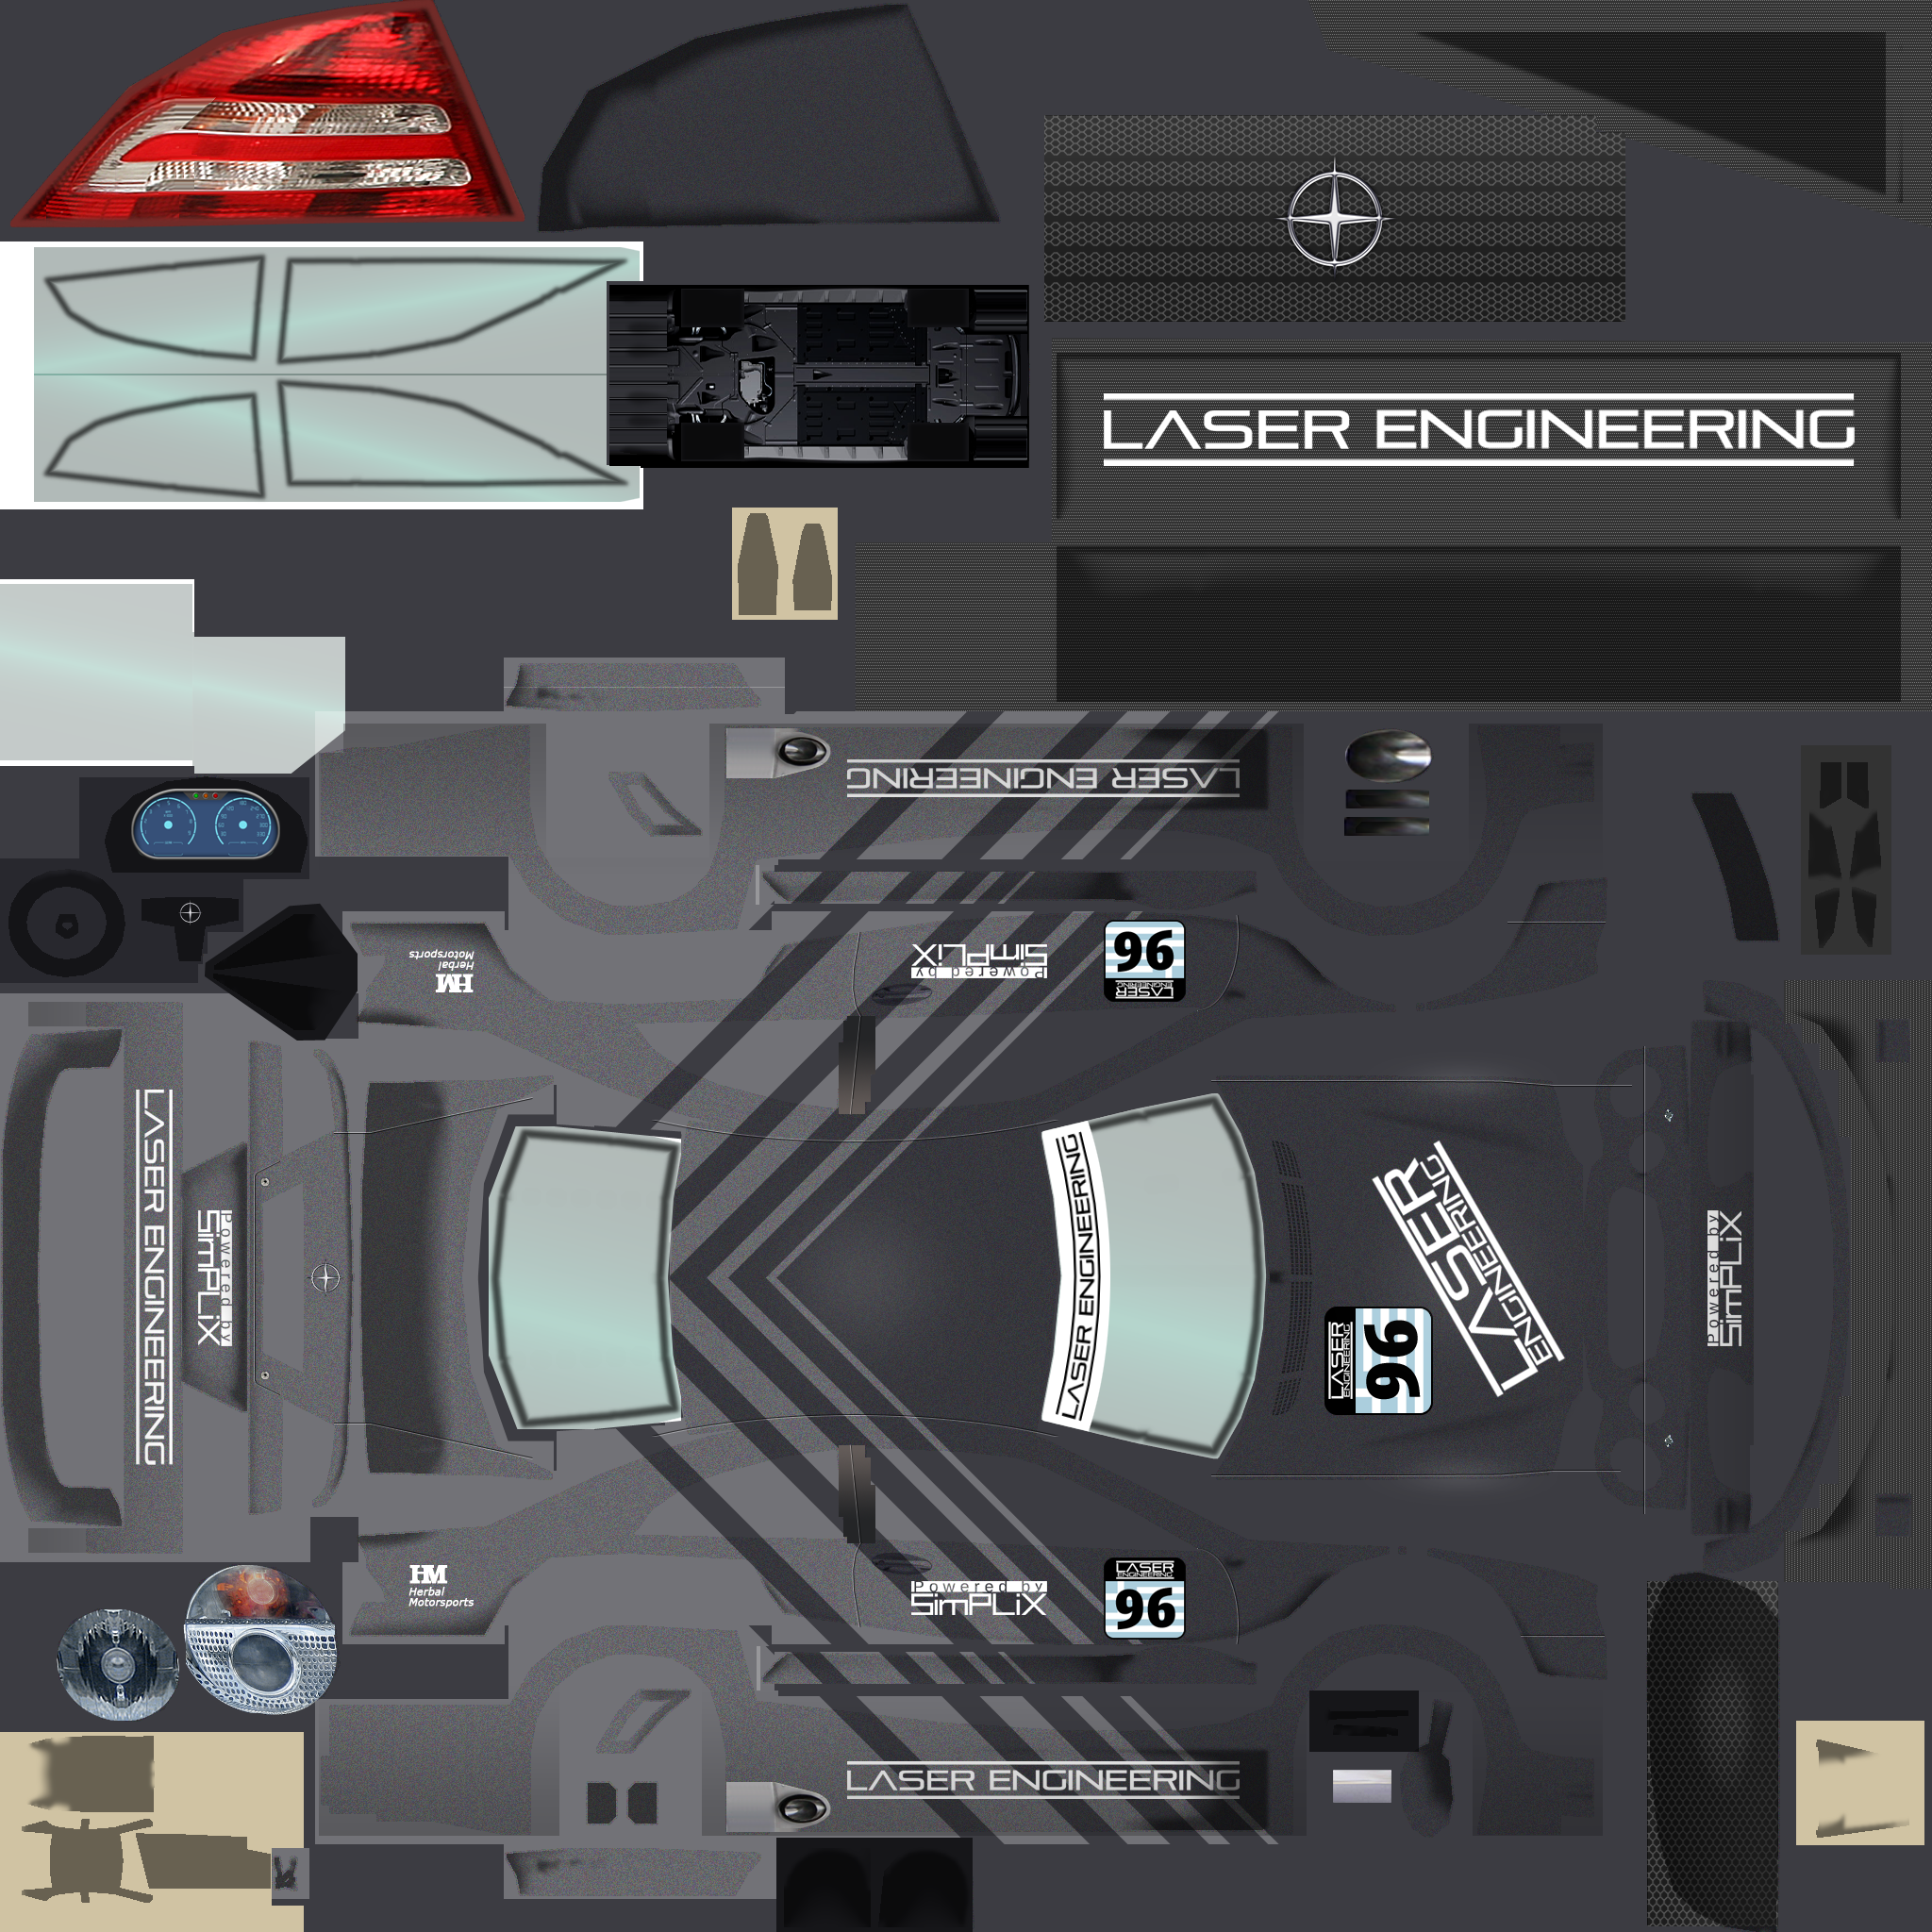 LASER ENGINEERING
LASER ENGINEERING
HM
Herbal
Motorsports
Powered by
SimPLiX
96
LASER
ENGINEERING
LASER ENGINEERING
Powered by
SimPLiX
LASER ENGINEERING
LASER
ENGINEERING
96
LASER
ENGINEERING
Powered by
SimPLiX
HM
Herbal
Motorsports
Powered by
SimPLiX
LASER
ENGINEERING
96
LASER ENGINEERING